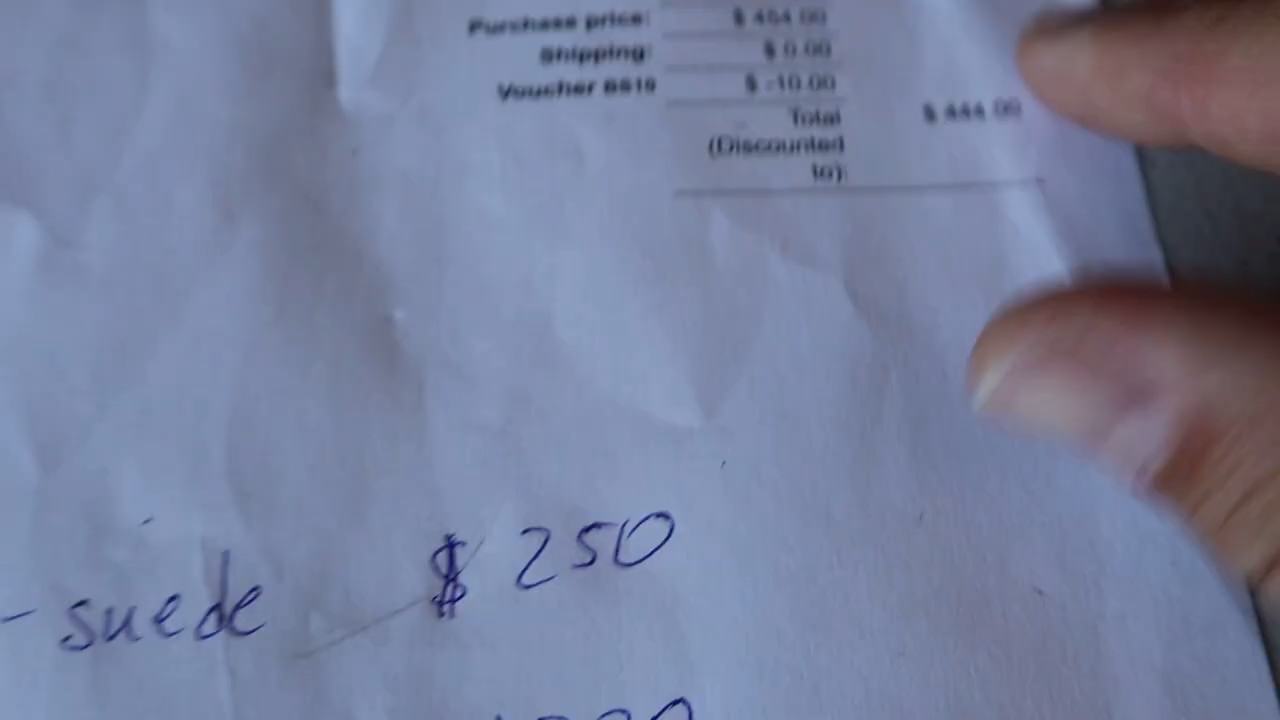 Purchase price: $ 454.00
Shipping: $ 0.00
Voucher $ -10.00
Total $ 444.00
(Discounted
to):
- suede $ 250